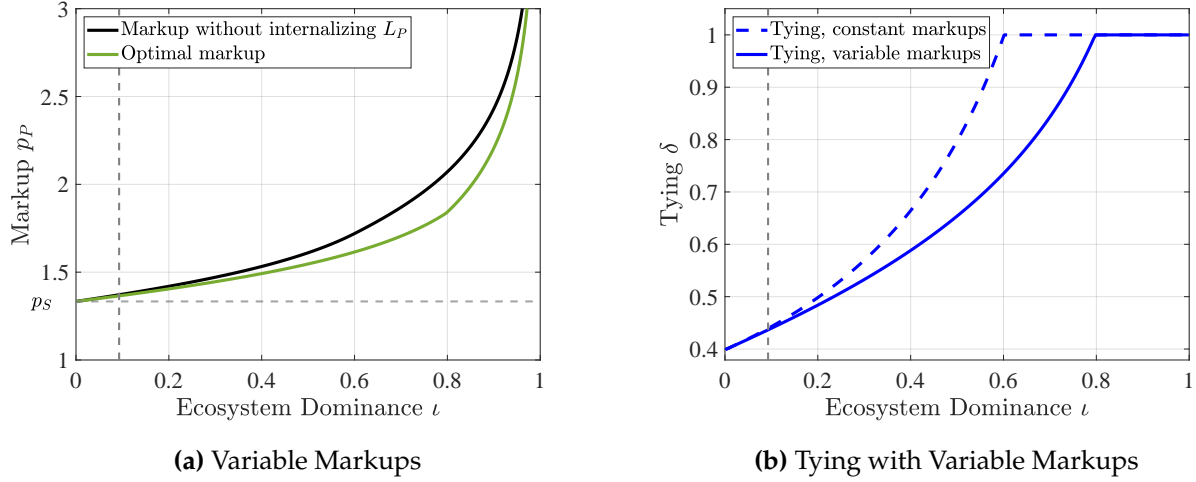 Markup without internalizing L_P
Optimal markup
3
2.5
2
1.5
p_S
1
Markup p_P
0
0.2
0.4
0.6
0.8
1
Ecosystem Dominance ι
(a) Variable Markups
Tying, constant markups
Tying, variable markups
1
0.9
0.8
0.7
0.6
0.5
0.4
Tying δ
0
0.2
0.4
0.6
0.8
1
Ecosystem Dominance ι
(b) Tying with Variable Markups